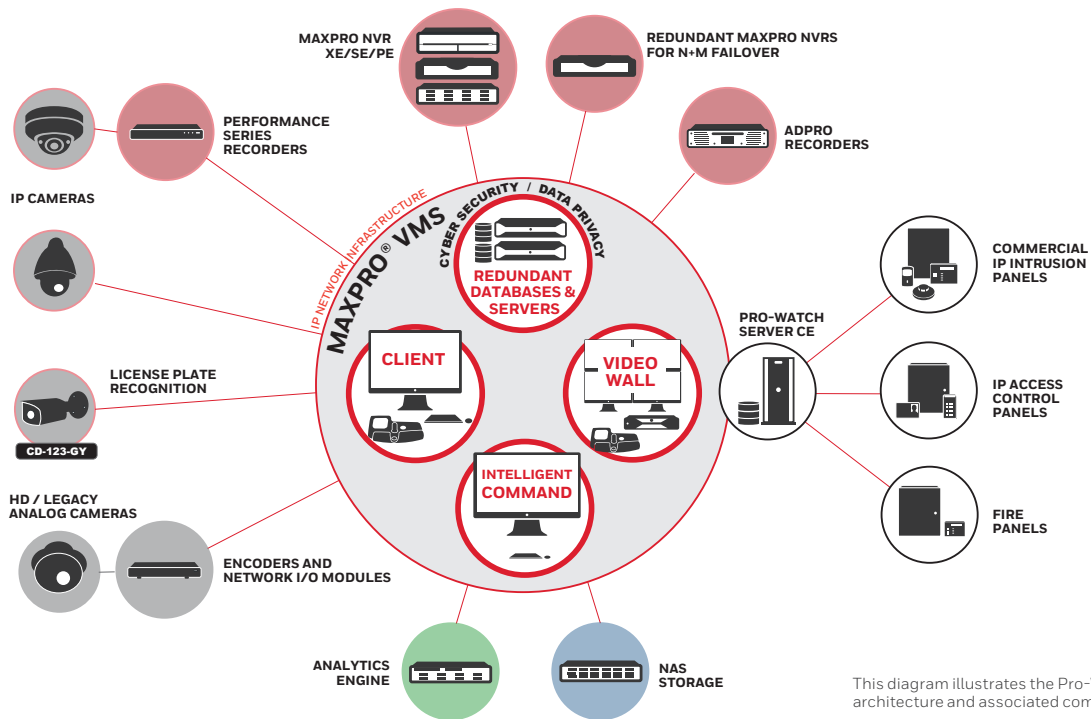 MAXPRO NVR
XE/SE/PE
REDUNDANT MAXPRO NVRS
FOR N+M FAILOVER
PERFORMANCE
SERIES
RECORDERS
ADPRO
RECORDERS
IP CAMERAS
IP NETWORK INFRASTRUCTURE
MAXPRO® VMS
CYBER SECURITY / DATA PRIVACY
REDUNDANT
DATABASES &
SERVERS
COMMERCIAL
IP INTRUSION
PANELS
PRO-WATCH
SERVER CE
CLIENT
VIDEO
WALL
LICENSE PLATE
RECOGNITION
CD-123-GY
IP ACCESS
CONTROL
PANELS
INTELLIGENT
COMMAND
HD / LEGACY
ANALOG CAMERAS
ENCODERS AND
NETWORK I/O MODULES
FIRE
PANELS
ANALYTICS
ENGINE
NAS
STORAGE
This diagram illustrates the Pro-
architecture and associated com